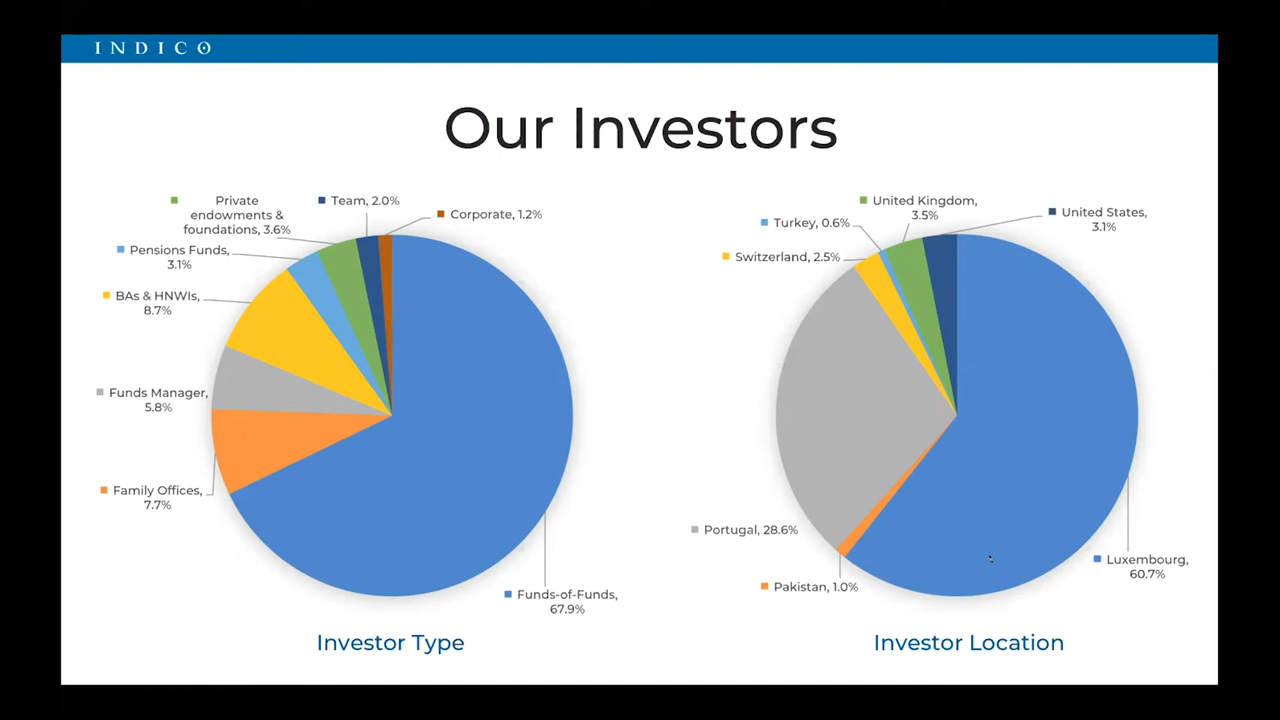 INDICO
Our Investors
Private
endowments &
foundations, 3.6%
Team, 2.0%
Corporate, 1.2%
Pensions Funds,
3.1%
BAs & HNWIs,
8.7%
Funds Manager,
5.8%
Family Offices,
7.7%
Funds-of-Funds,
67.9%
Investor Type
United Kingdom,
3.5%
United States,
3.1%
Turkey, 0.6%
Switzerland, 2.5%
Portugal, 28.6%
Pakistan, 1.0%
Luxembourg,
60.7%
Investor Location